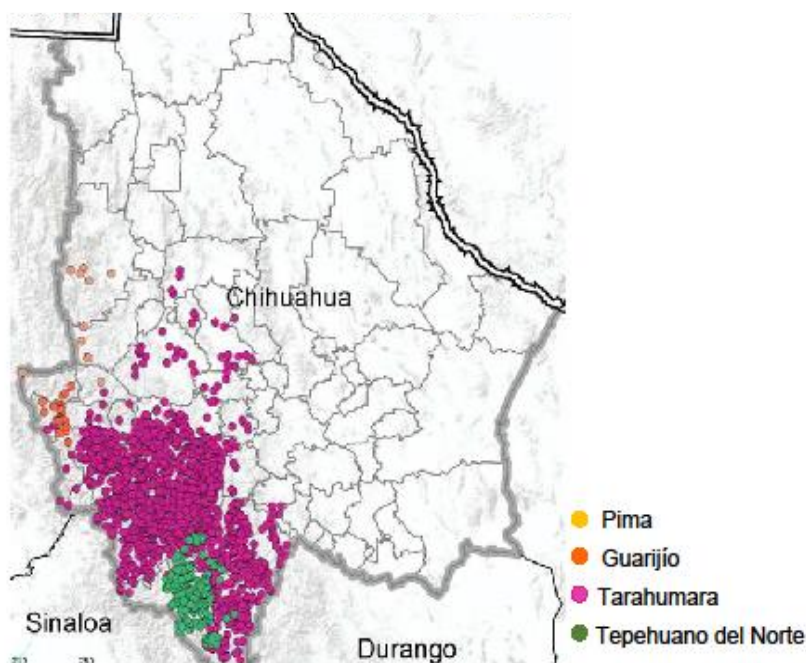 Chihuahua
Sinaloa
Durango
Pima
Guarijío
Tarahumara
Tepehuano del Norte